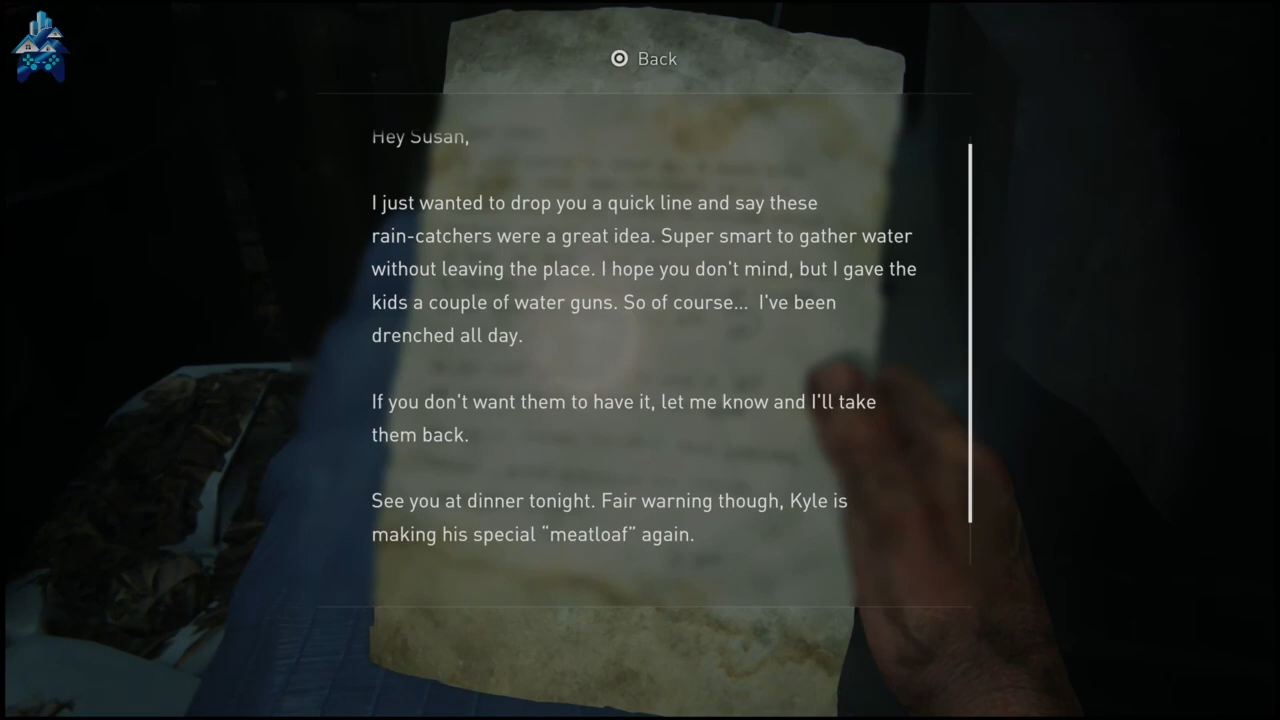 Back
Hey Susan,
I just wanted to drop you a quick line and say these
rain-catchers were a great idea. Super smart to gather water
without leaving the place. I hope you don't mind, but I gave the
kids a couple of water guns. So of course... I've been
drenched all day.
If you don't want them to have it, let me know and I'll take
them back.
See you at dinner tonight. Fair warning though, Kyle is
making his special “meatloaf” again.